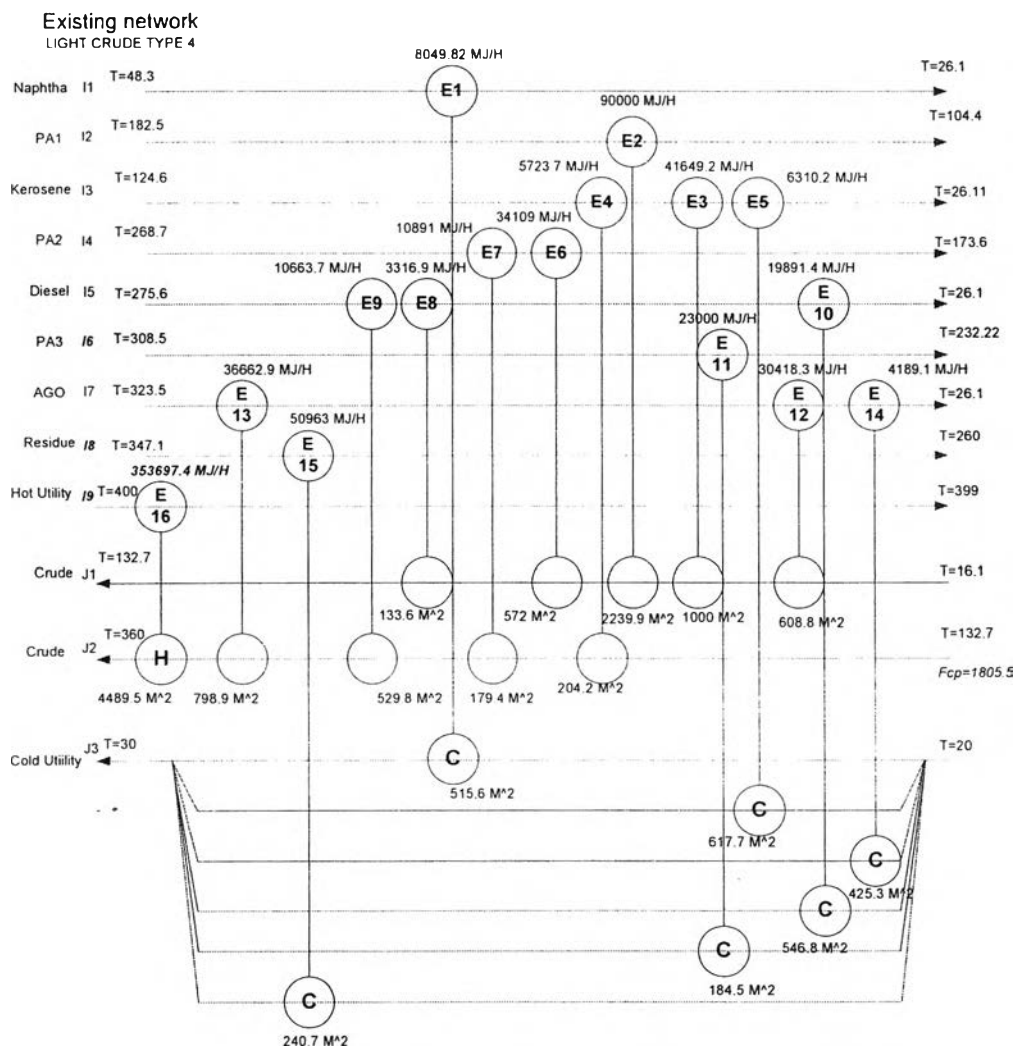 Existing network
LIGHT CRUDE TYPE 4
8049.82 MJ/H
Naphtha I1 T=48.3 E1 T=26.1
90000 MJ/H
PA1 I2 T=182.5 E2 T=104.4
5723.7 MJ/H 41649.2 MJ/H 6310.2 MJ/H
Kerosene I3 T=124.6 E4 E3 E5 T=26.11
10891 MJ/H 34109 MJ/H
PA2 I4 T=268.7 E7 E6 T=173.6
10663.7 MJ/H 3316.9 MJ/H 19891.4 MJ/H
Diesel I5 T=275.6 E9 E8 E 10 T=26.1
23000 MJ/H
PA3 I6 T=308.5 E 11 T=232.22
36662.9 MJ/H 30418.3 MJ/H 4189.1 MJ/H
AGO I7 T=323.5 E 13 E 12 E 14 T=26.1
50963 MJ/H
Residue I8 T=347.1 E 15 T=260
353697.4 MJ/H
Hot Utility I9 T=400 E 16 T=399
Crude J1 T=132.7 T=16.1
133.6 M^2 572 M^2 2239.9 M^2 1000 M^2 608.8 M^2
Crude J2 T=360 H T=132.7
Fcp=1805.5
4489.5 M^2 798.9 M^2 529 8 M^2 179 4 M^2 204.2 M^2
Cold Utiility J3 T=30 C T=20
515.6 M^2
C
617.7 M^2
C
425.3 M^2
C
546.8 M^2
C
184.5 M^2
C
240.7 M^2